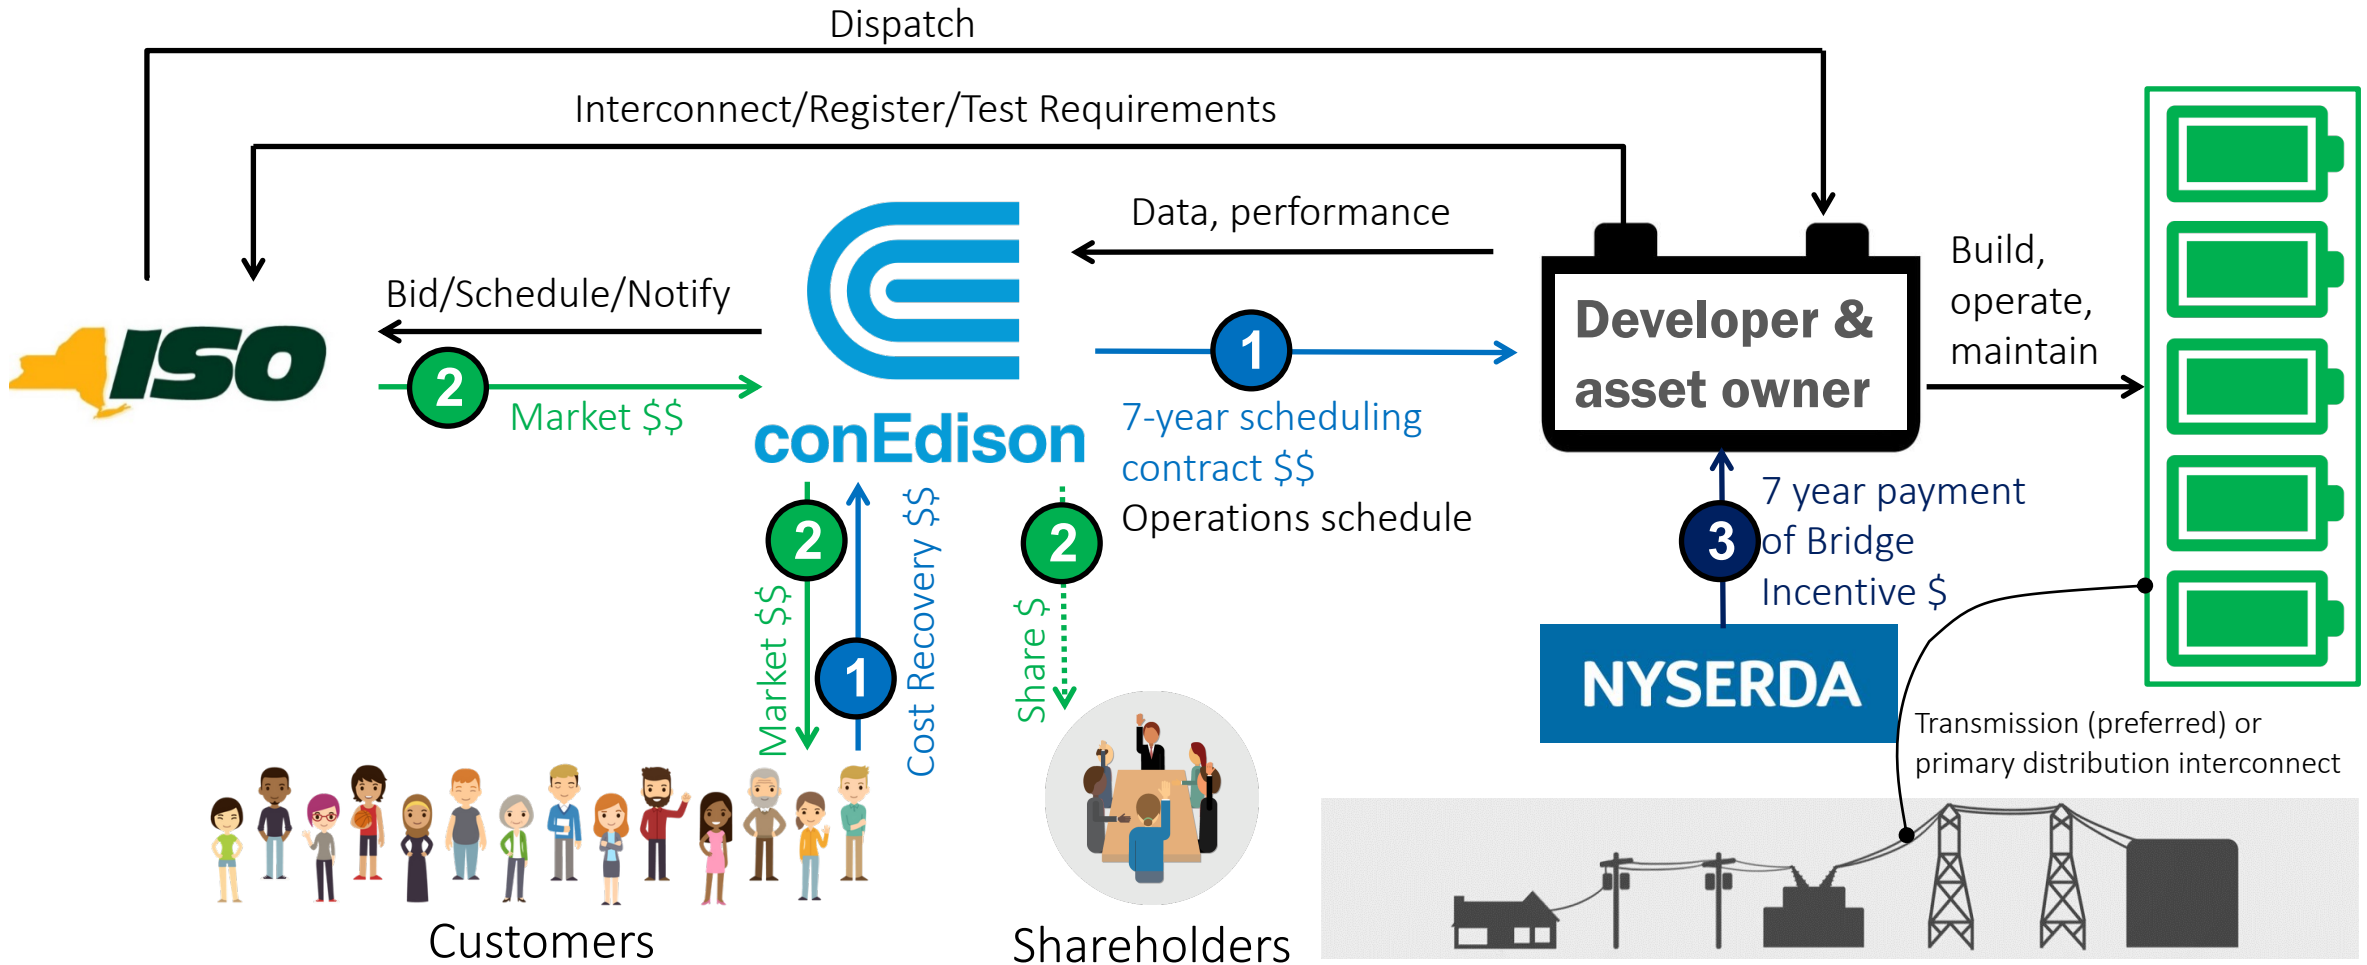 Dispatch
Interconnect/Register/Test Requirements
Data, performance
Bid/Schedule/Notify
ISO
2
Market $$
conEdison
1
7-year scheduling
contract $$
Operations schedule
Developer &
asset owner
Build,
operate,
maintain
2
Market $$
1
Cost Recovery $$
2
Share $
3
7 year payment
of Bridge
Incentive $
NYSERDA
Transmission (preferred) or
primary distribution interconnect
Customers
Shareholders